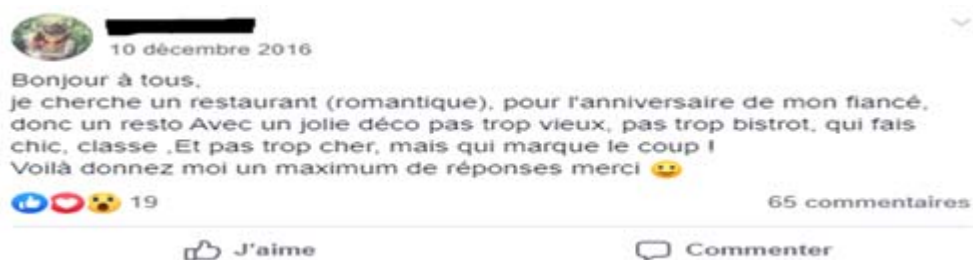 10 décembre 2016
Bonjour à tous,
je cherche un restaurant (romantique), pour l'anniversaire de mon fiancé,
donc un resto Avec un jolie déco pas trop vieux, pas trop bistrot, qui fais
chic, classe ,Et pas trop cher, mais qui marque le coup !
Voilà donnez moi un maximum de réponses merci 🙂
19
65 commentaires
J'aime
Commenter